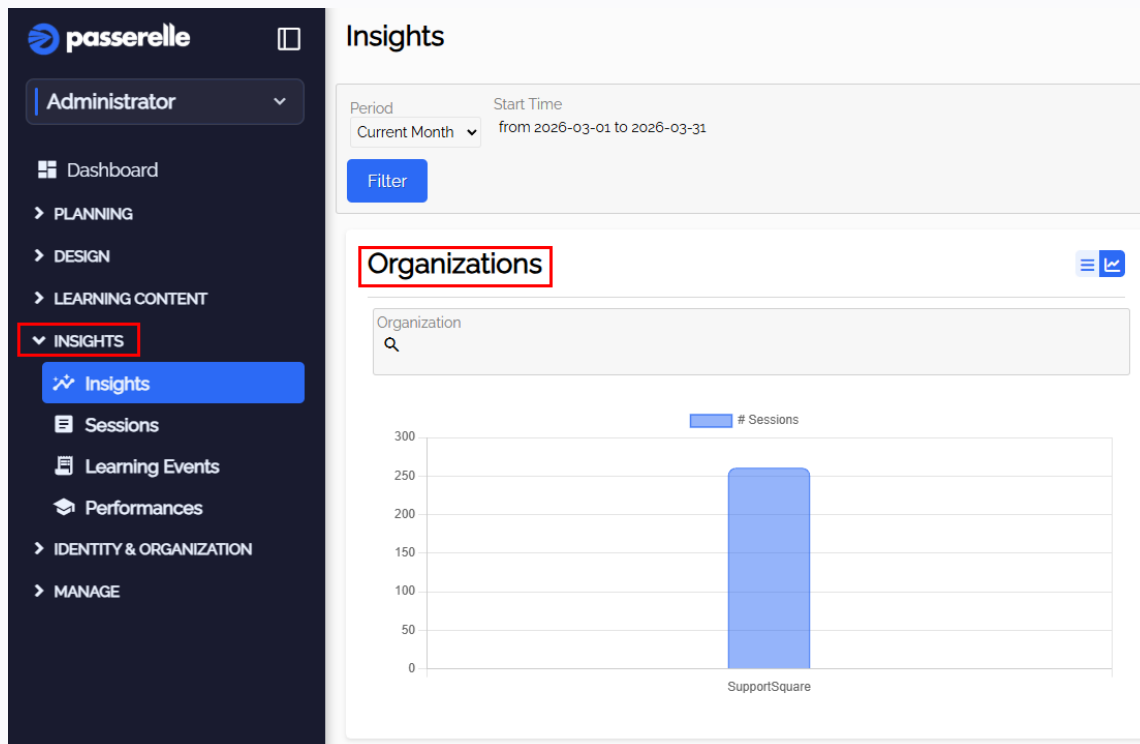 passerelle
Administrator
Dashboard
PLANNING
DESIGN
LEARNING CONTENT
INSIGHTS
Insights
Sessions
Learning Events
Performances
IDENTITY & ORGANIZATION
MANAGE
Insights
Period
Start Time
Current Month
from 2026-03-01 to 2026-03-31
Filter
Organizations
Organization
# Sessions
300
250
200
150
100
50
0
SupportSquare